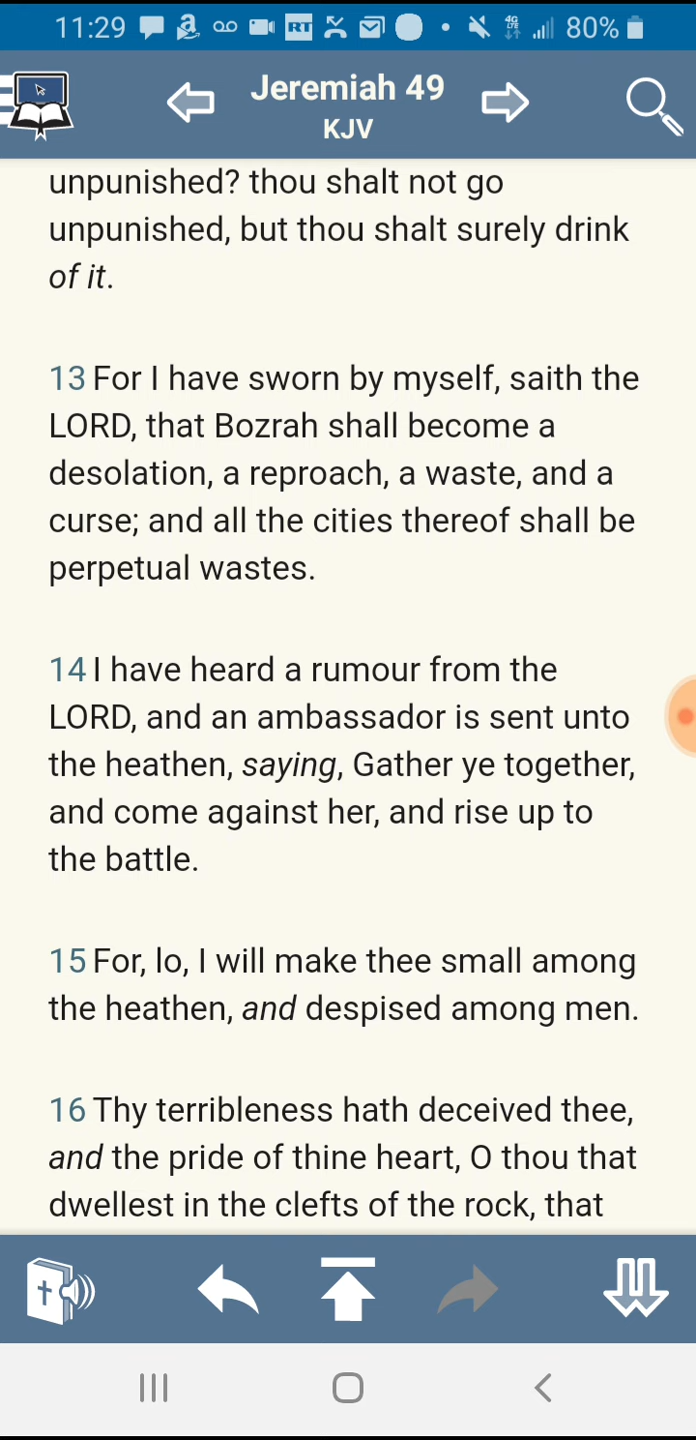 11:29
RT
4G
LTE
80%
Jeremiah 49
KJV
unpunished? thou shalt not go
unpunished, but thou shalt surely drink
of it.
13 For I have sworn by myself, saith the
LORD, that Bozrah shall become a
desolation, a reproach, a waste, and a
curse; and all the cities thereof shall be
perpetual wastes.
14 I have heard a rumour from the
LORD, and an ambassador is sent unto
the heathen, saying, Gather ye together,
and come against her, and rise up to
the battle.
15 For, lo, I will make thee small among
the heathen, and despised among men.
16 Thy terribleness hath deceived thee,
and the pride of thine heart, O thou that
dwellest in the clefts of the rock, that